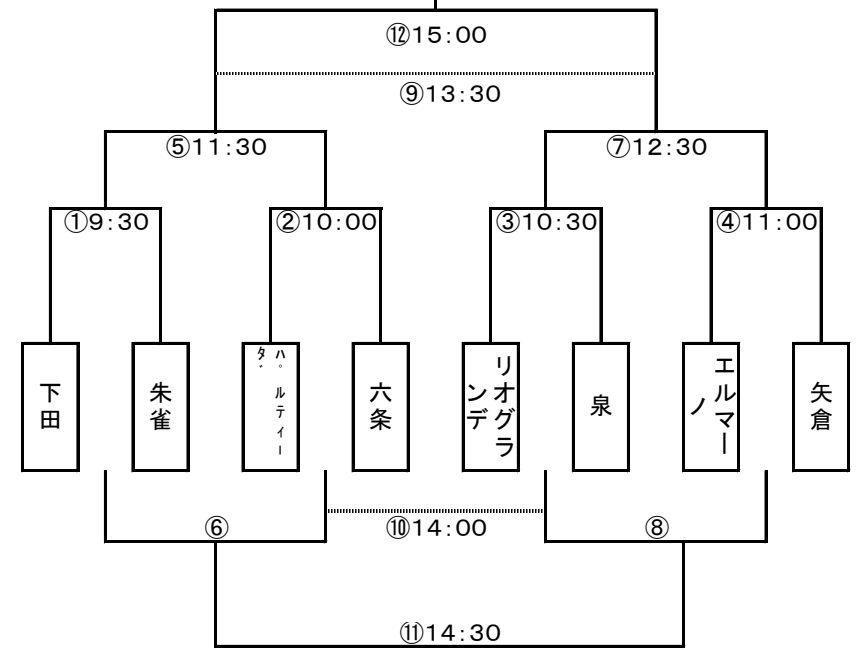 ⑫15:00
⑨13:30
⑤11:30
⑦12:30
①9:30
②10:00
③10:30
④11:00
下田
朱雀
パルティーダ
六条
リオグランデ
泉
エルマーノ
矢倉
⑥
⑩14:00
⑧
⑪14:30